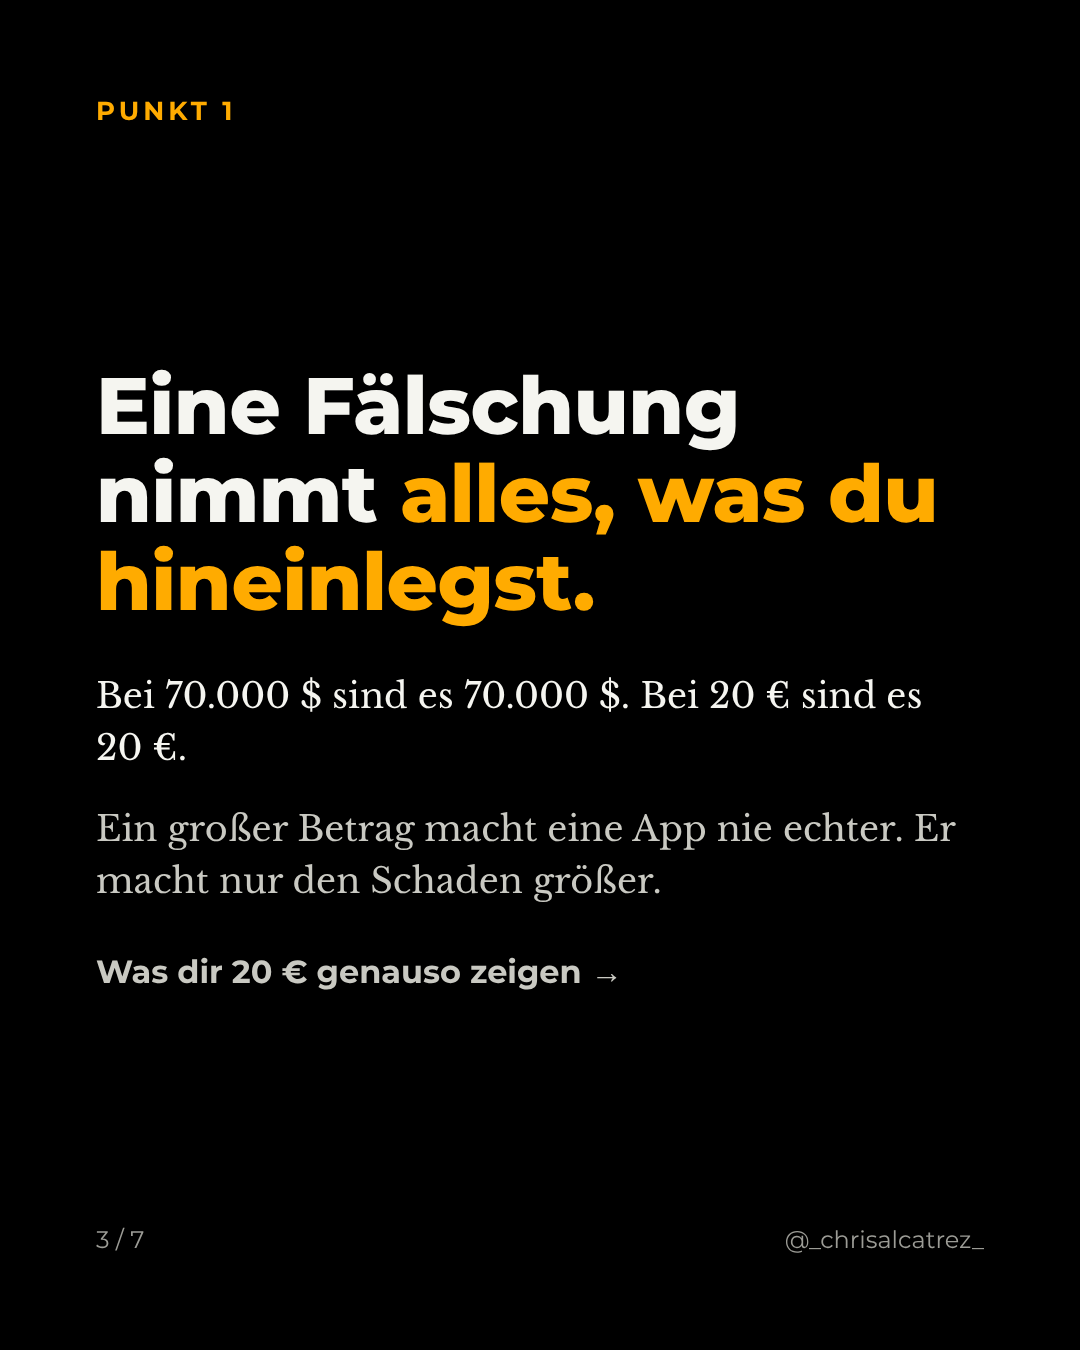 PUNKT 1
Eine Fälschung
nimmt alles, was du
hineinlegst.
Bei 70.000 $ sind es 70.000 $. Bei 20 € sind es
20 €.
Ein großer Betrag macht eine App nie echter. Er
macht nur den Schaden größer.
Was dir 20 € genauso zeigen →
3 / 7
@_chrisalcatrez_